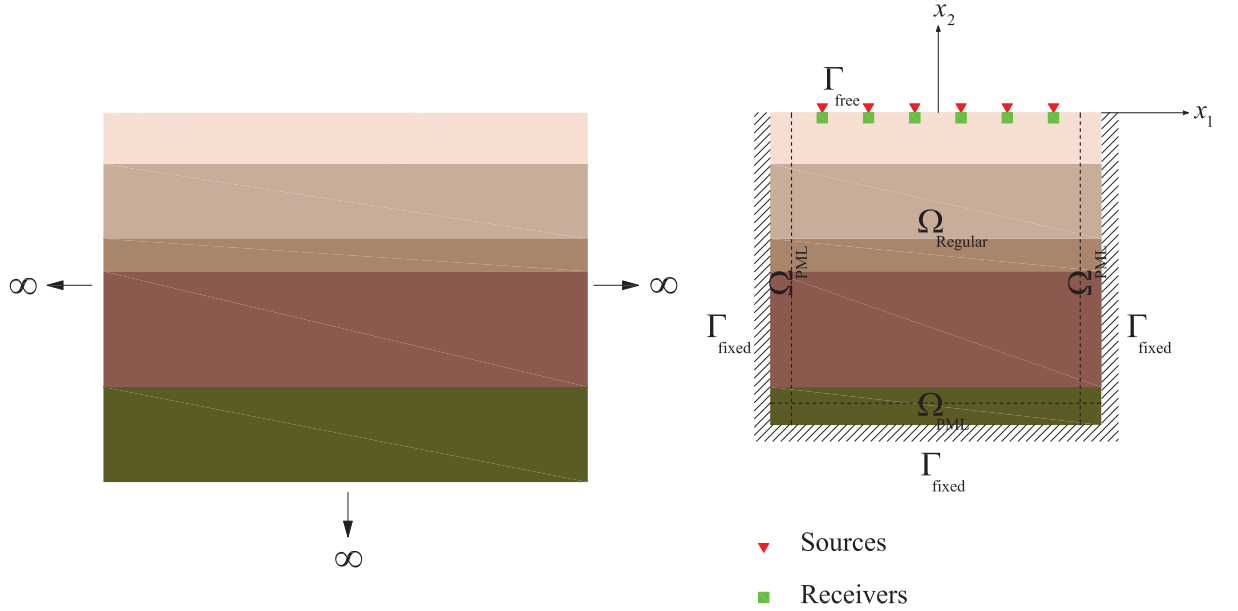 x₂
Γfree
x₁
ΩRegular
∞
∞
ΩPML
ΩPML
Γfixed
Γfixed
ΩPML
Γfixed
∞
Sources
Receivers